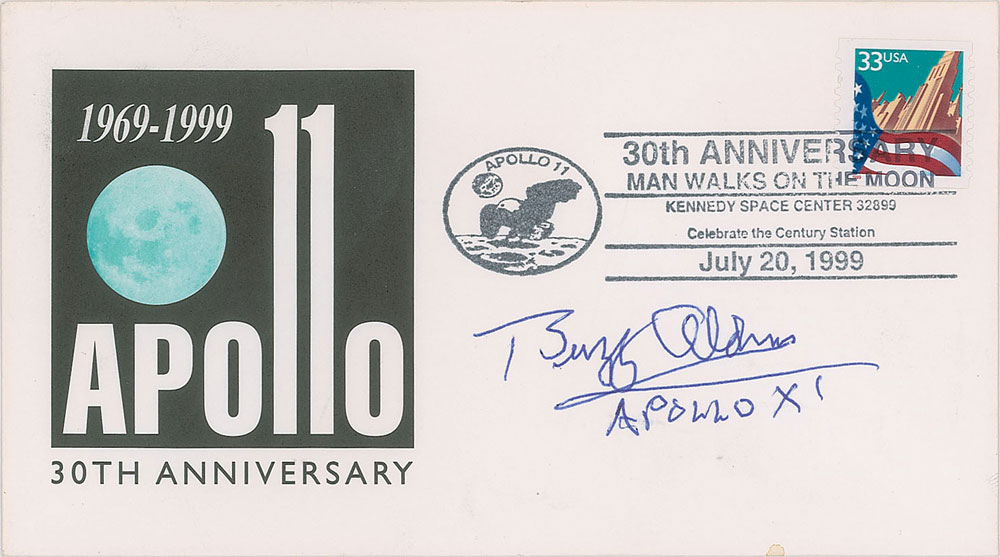 1969-1999
11
APOLLO
30TH ANNIVERSARY
33USA
APOLLO 11
30th ANNIVERSARY
MAN WALKS ON THE MOON
KENNEDY SPACE CENTER 32899
Celebrate the Century Station
July 20, 1999
Buzz Aldrin
APOLLO XI